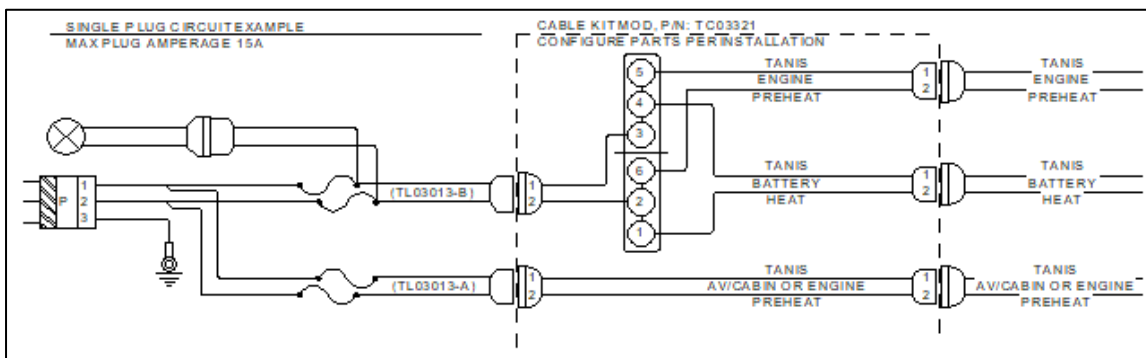 SINGLE PLUG CIRCUIT EXAMPLE
MAX PLUG AMPERAGE 15A
CABLE KITMOD, P/N: TC03321
CONFIGURE PARTS PER INSTALLATION
5
4
3
6
2
1
TANIS
ENGINE
PREHEAT
1
2
TANIS
ENGINE
PREHEAT
P
1
2
3
(TL03013-B)
1
2
TANIS
BATTERY
HEAT
1
2
TANIS
BATTERY
HEAT
(TL03013-A)
1
2
TANIS
AV/CABIN OR ENGINE
PREHEAT
1
2
TANIS
AV/CABIN OR ENGINE
PREHEAT